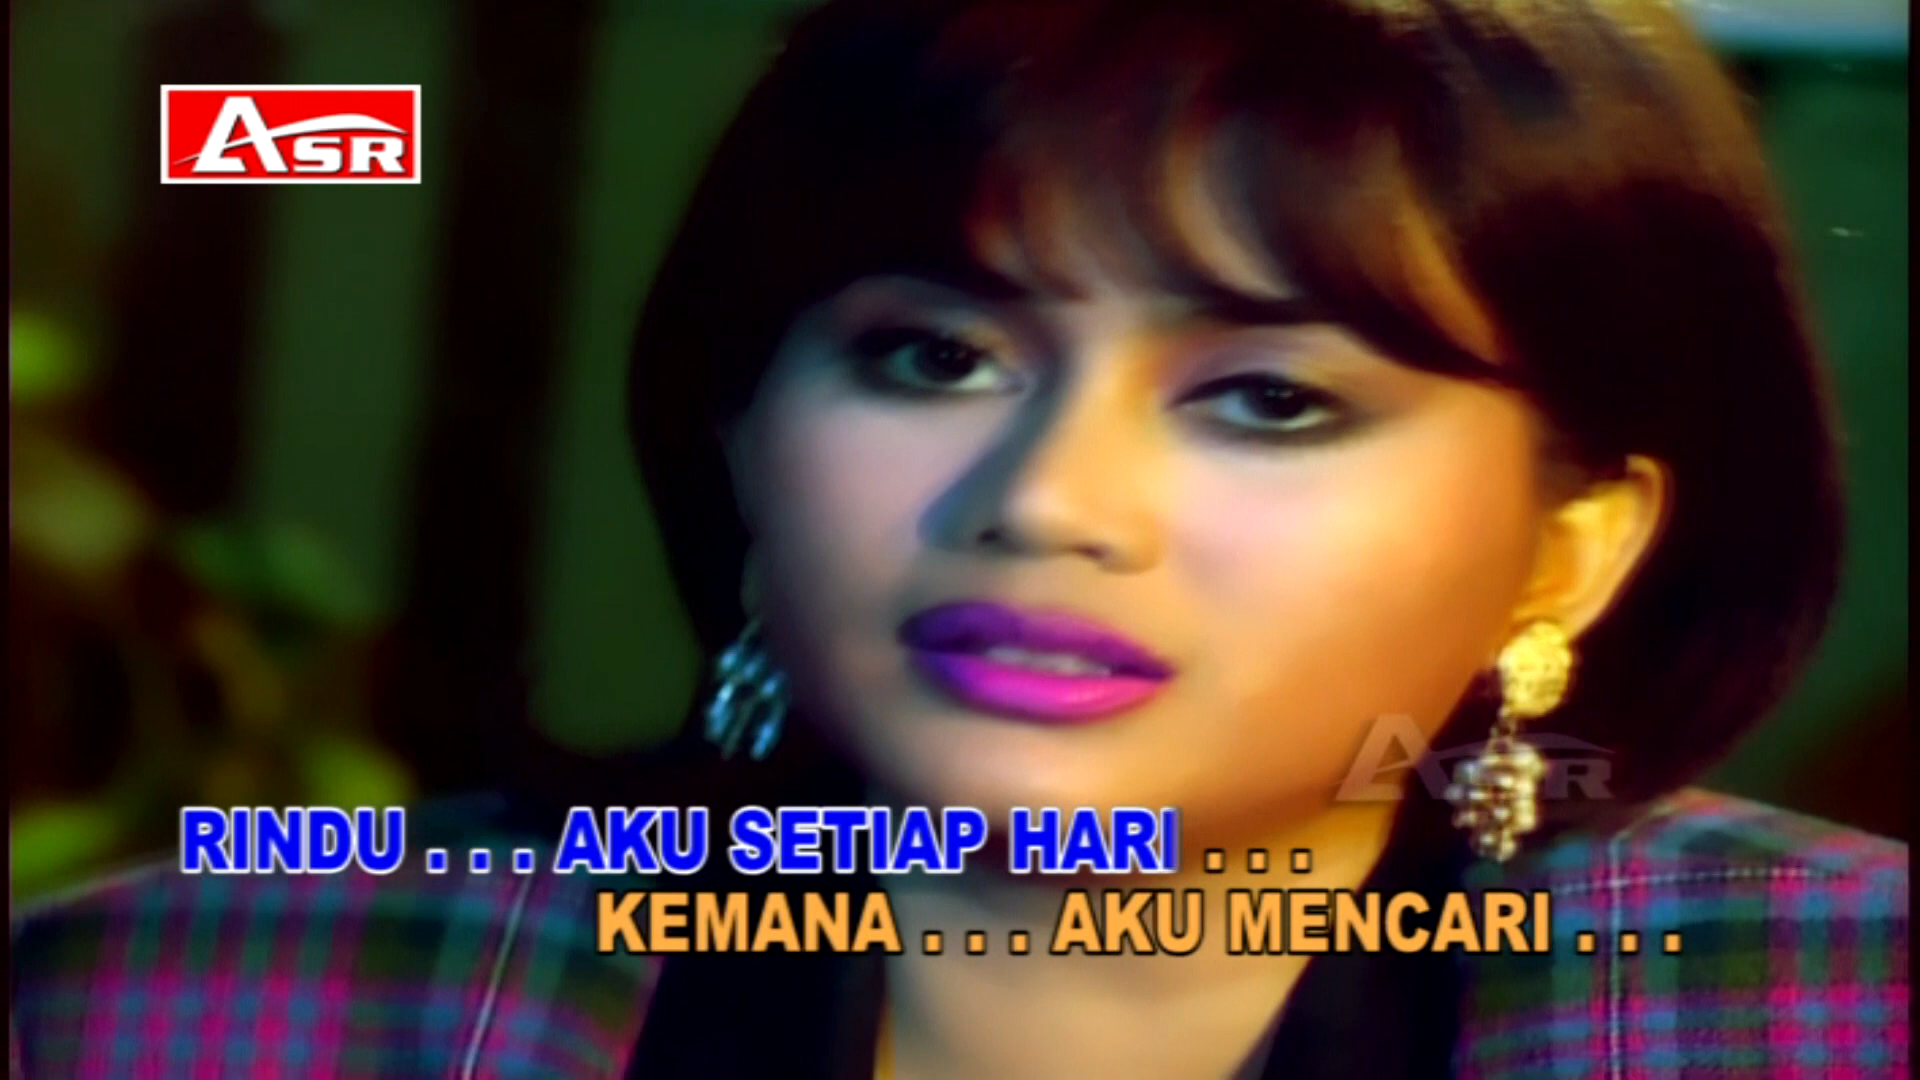 ASR
ASR
RINDU . . . AKU SETIAP HARI . . .
KEMANA . . . AKU MENCARI . . .